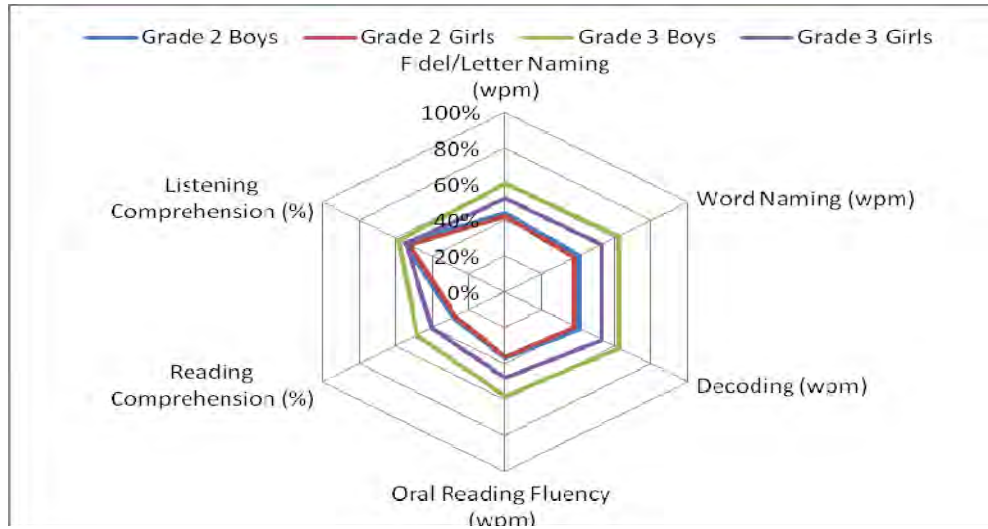 Grade 2 Boys Grade 2 Girls Grade 3 Boys Grade 3 Girls
Fidel/Letter Naming
(wpm)
100%
80%
60%
40%
20%
0%
Word Naming (wpm)
Decoding (wpm)
Oral Reading Fluency
(wpm)
Reading
Comprehension (%)
Listening
Comprehension (%)